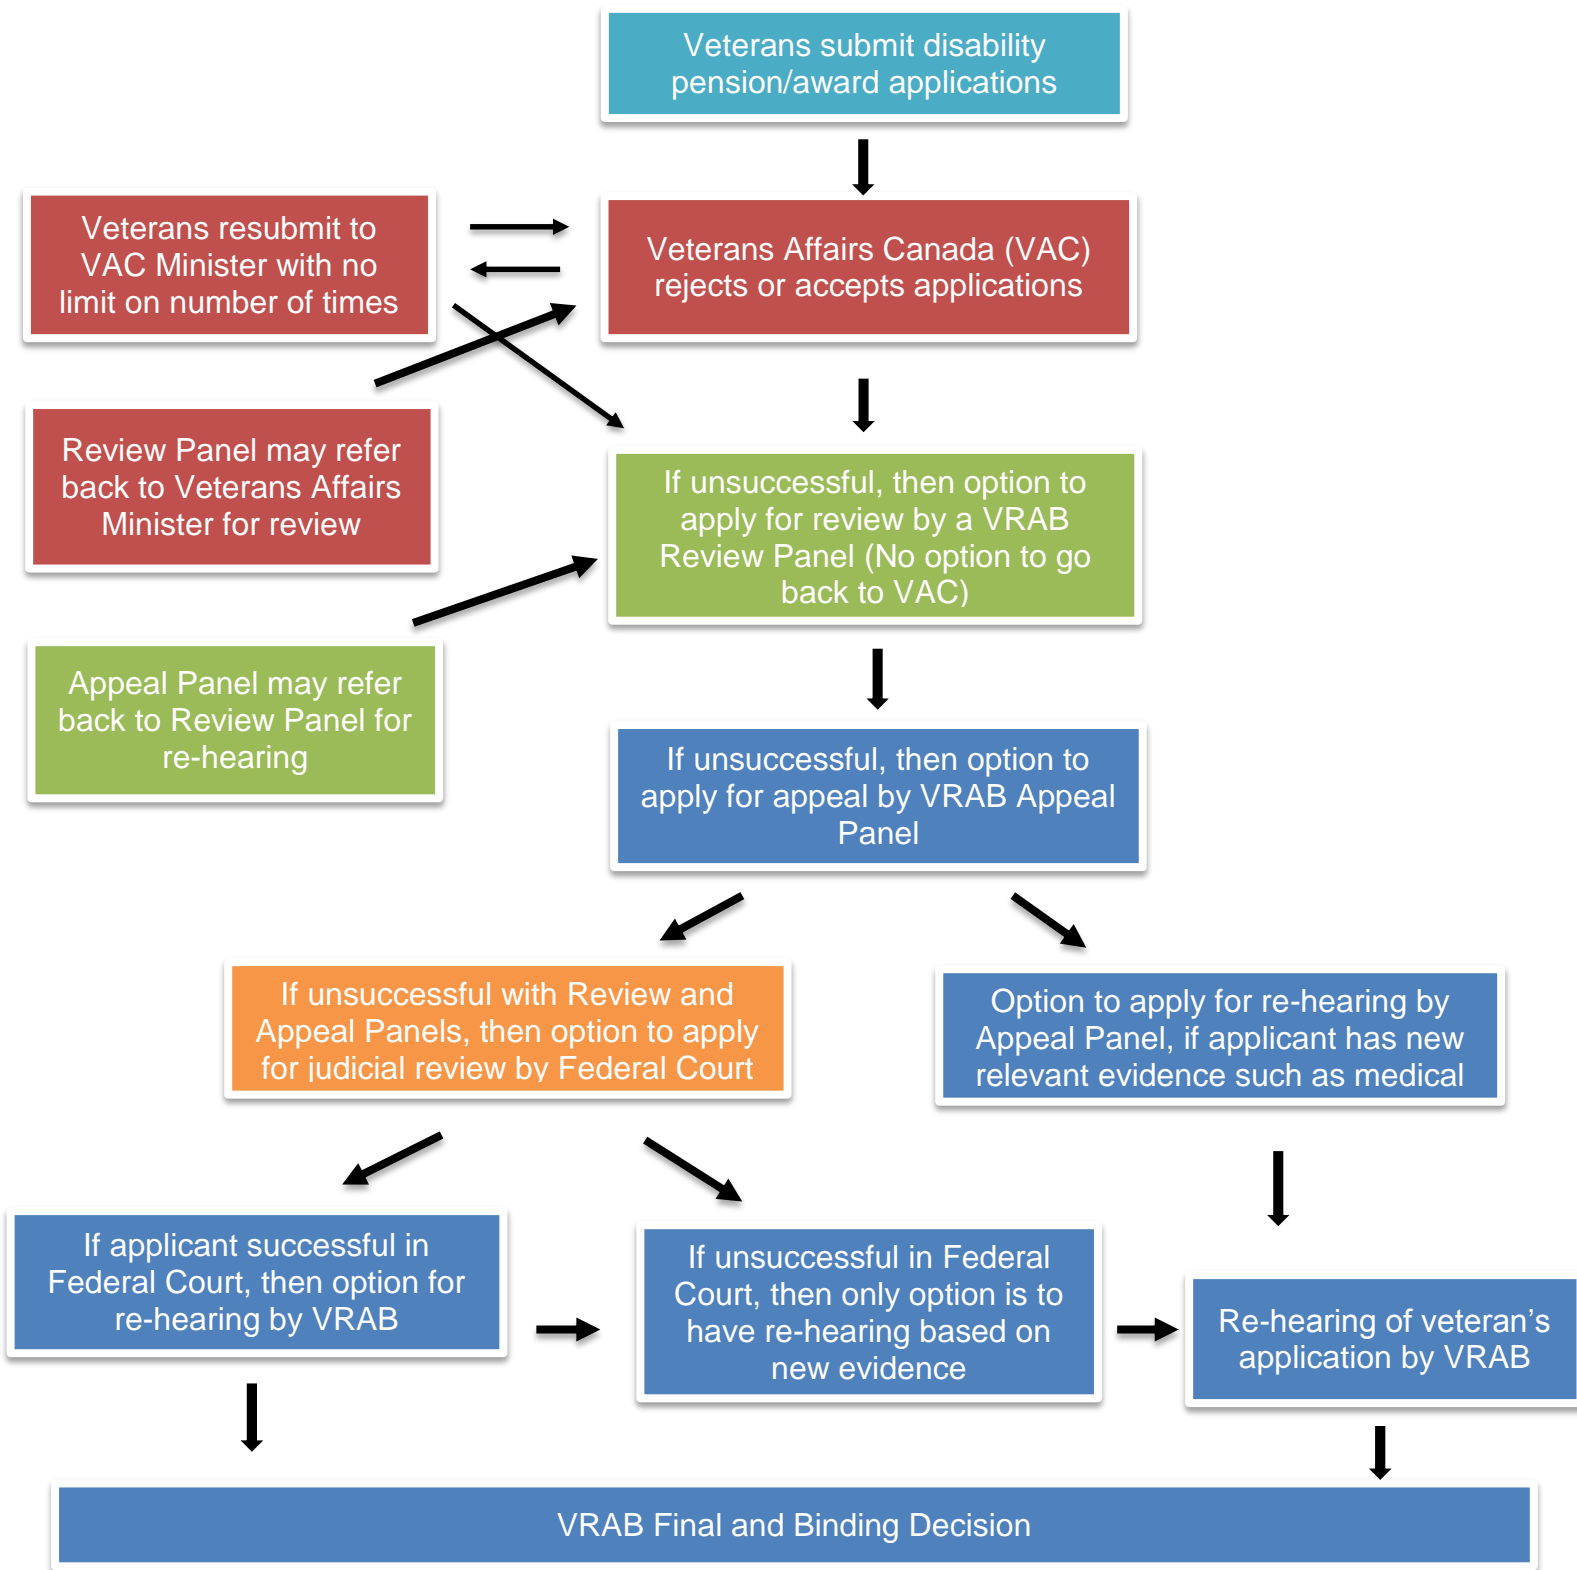 Veterans submit disability
pension/award applications
Veterans resubmit to
VAC Minister with no
limit on number of times
Veterans Affairs Canada (VAC)
rejects or accepts applications
Review Panel may refer
back to Veterans Affairs
Minister for review
If unsuccessful, then option to
apply for review by a VRAB
Review Panel (No option to go
back to VAC)
Appeal Panel may refer
back to Review Panel for
re-hearing
If unsuccessful, then option to
apply for appeal by VRAB Appeal
Panel
If unsuccessful with Review and
Appeal Panels, then option to apply
for judicial review by Federal Court
Option to apply for re-hearing by
Appeal Panel, if applicant has new
relevant evidence such as medical
If applicant successful in
Federal Court, then option for
re-hearing by VRAB
If unsuccessful in Federal
Court, then only option is to
have re-hearing based on
new evidence
Re-hearing of veteran’s
application by VRAB
VRAB Final and Binding Decision